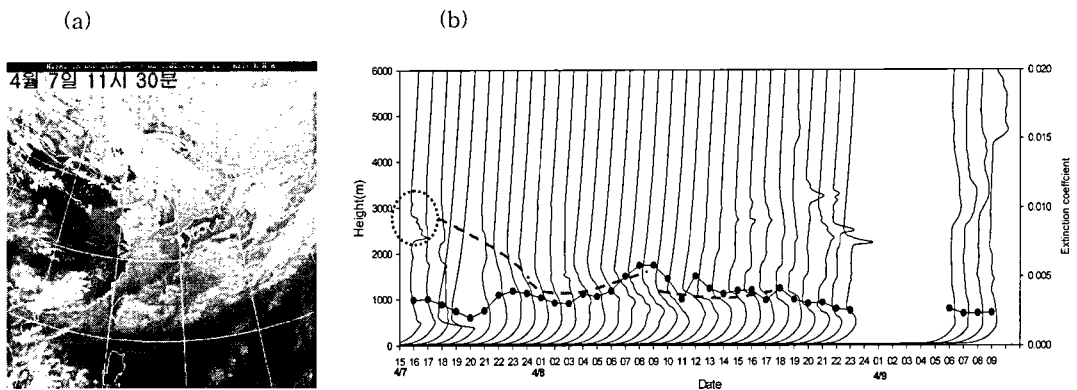 (a)
(b)
4월 7일 11시 30분
6000
5000
4000
3000
2000
1000
0
Height(m)
0.020
0.015
0.010
0.005
0.000
Extinction coeffcient
15 16 17 18 19 20 21 22 23 24 01 02 03 04 05 06 07 08 09 10 11 12 13 14 15 16 17 18 19 20 21 22 23 24 01 02 03 04 05 06 07 08 09
4/7 4/8 4/9
Date